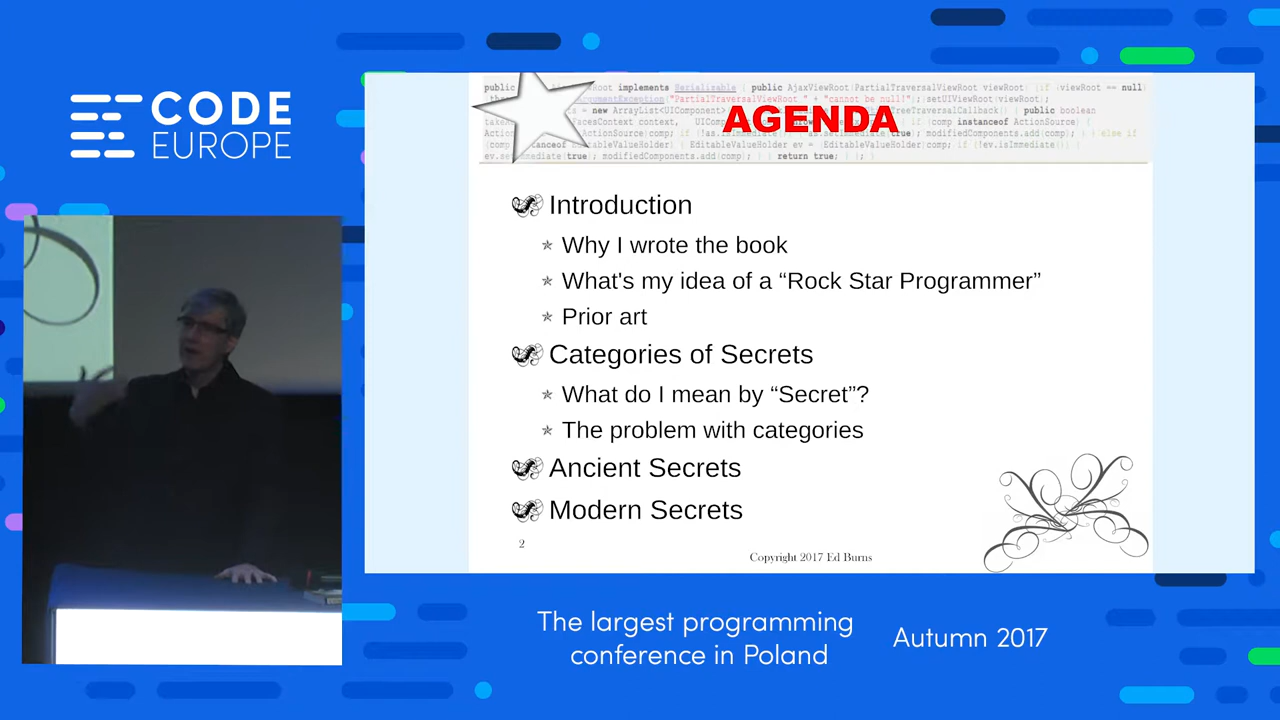 CODE
EUROPE
AGENDA
Introduction
Why I wrote the book
What's my idea of a “Rock Star Programmer”
Prior art
Categories of Secrets
What do I mean by “Secret”?
The problem with categories
Ancient Secrets
Modern Secrets
2
Copyright 2017 Ed Burns
The largest programming
conference in Poland
Autumn 2017